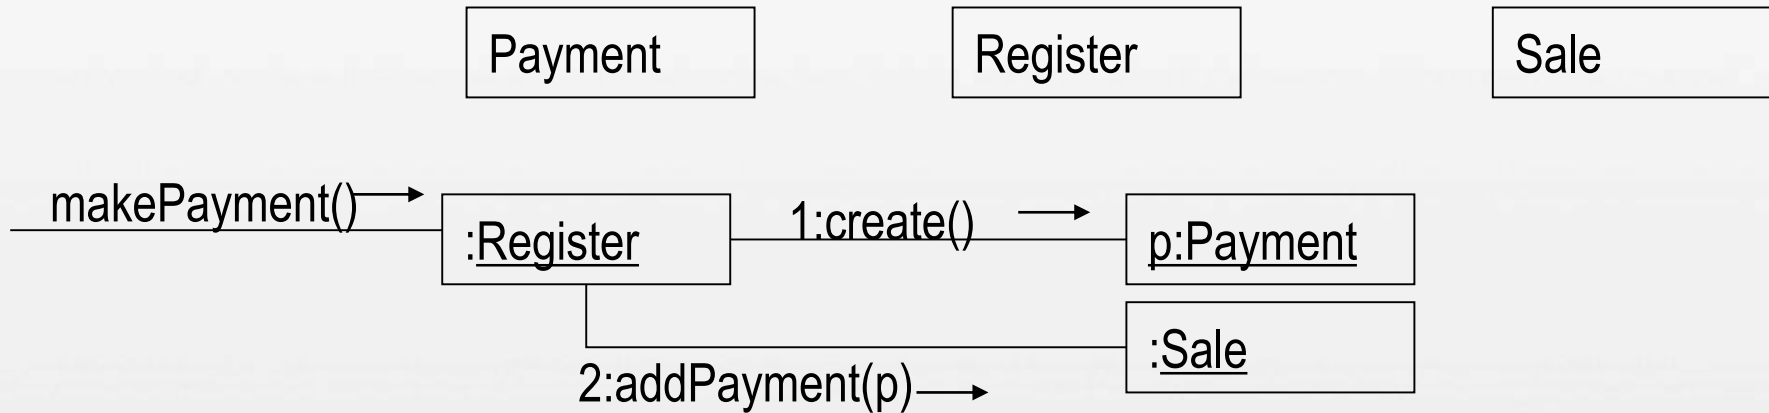 Payment
Register
Sale
makePayment()
:Register
1:create()
p:Payment
:Sale
2:addPayment(p)